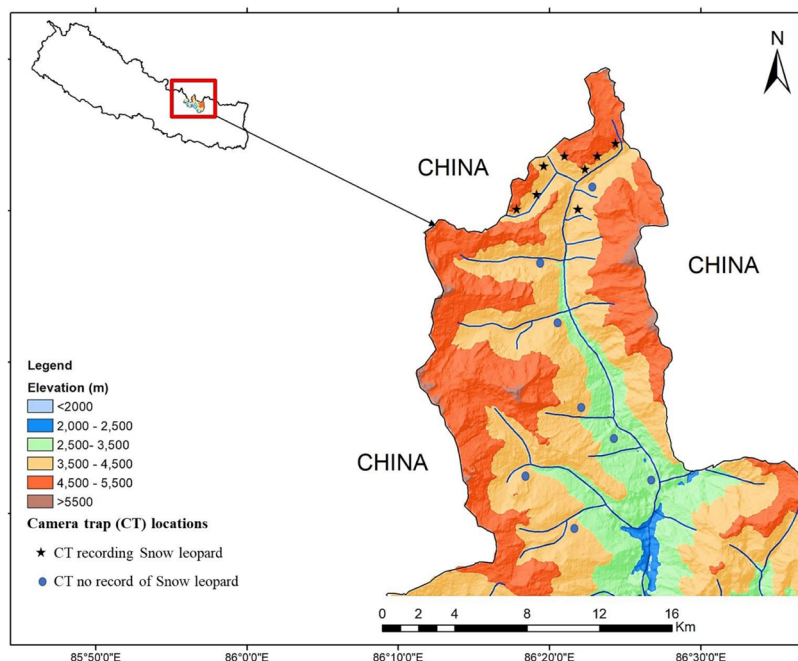 N
CHINA
CHINA
CHINA
Legend
Elevation (m)
<2000
2,000 - 2,500
2,500- 3,500
3,500 - 4,500
4,500 - 5,500
>5500
Camera trap (CT) locations
CT recording Snow leopard
CT no record of Snow leopard
0 2 4 8 12 16
Km
85°50'0"E 86°0'0"E 86°10'0"E 86°20'0"E 86°30'0"E